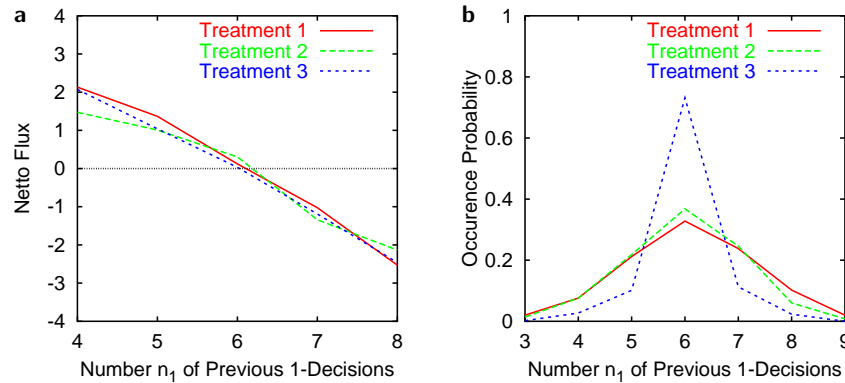 a
Treatment 1
Treatment 2
Treatment 3
Netto Flux
4
3
2
1
0
-1
-2
-3
-4
4 5 6 7 8
Number n1 of Previous 1-Decisions
b
Treatment 1
Treatment 2
Treatment 3
Occurence Probability
1
0.8
0.6
0.4
0.2
0
3 4 5 6 7 8 9
Number n1 of Previous 1-Decisions